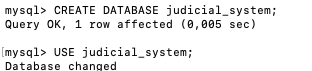 mysql> CREATE DATABASE judicial_system;
Query OK, 1 row affected (0,005 sec)
[mysql> USE judicial_system;
Database changed